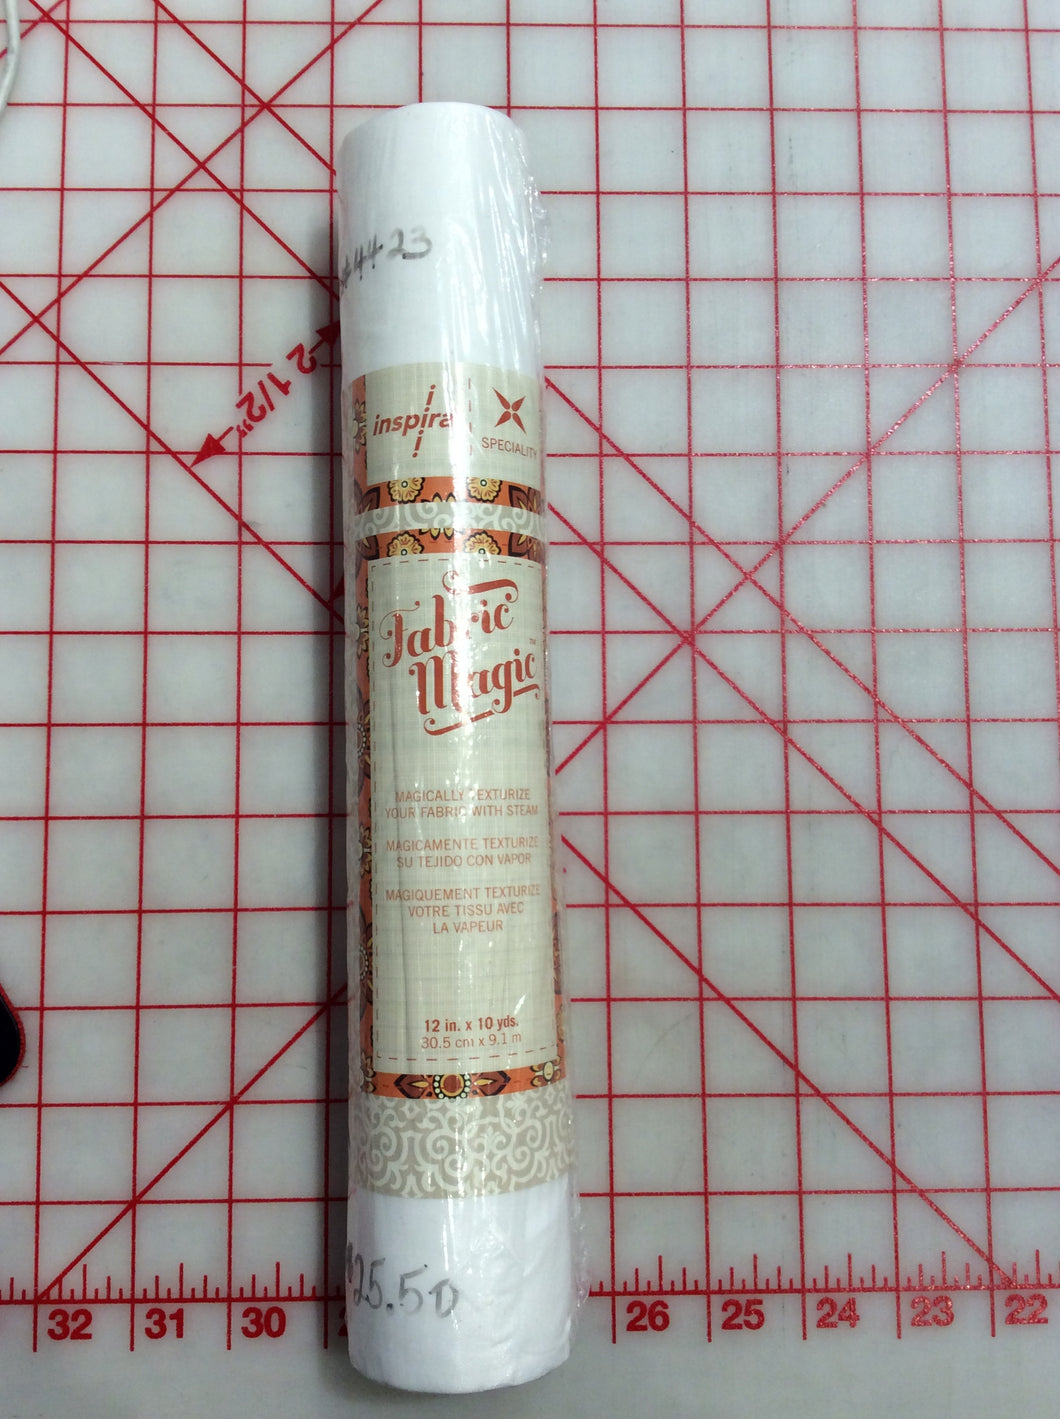 #4423
2 1/2"
inspira
SPECIALITY
Fabric
Magic™
MAGICALLY TEXTURIZE
YOUR FABRIC WITH STEAM
MAGICAMENTE TEXTURIZE
SU TEJIDO CON VAPOR
MAGIQUEMENT TEXTURIZE
VOTRE TISSU AVEC
LA VAPEUR
12 in. x 10 yds.
30.5 cm x 9.1 m
$25.50
32 31 30 26 25 24 23 22